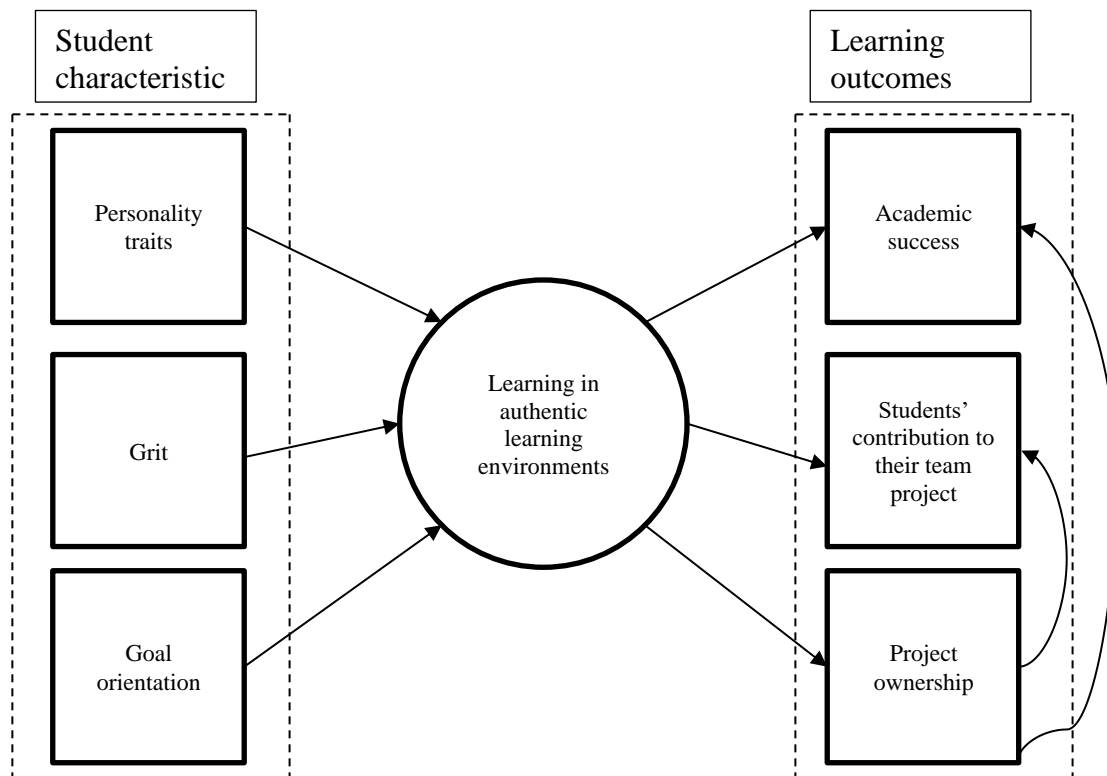 Student
characteristic
Learning
outcomes
Personality
traits
Academic
success
Grit
Learning in
authentic
learning
environments
Students’
contribution to
their team
project
Goal
orientation
Project
ownership